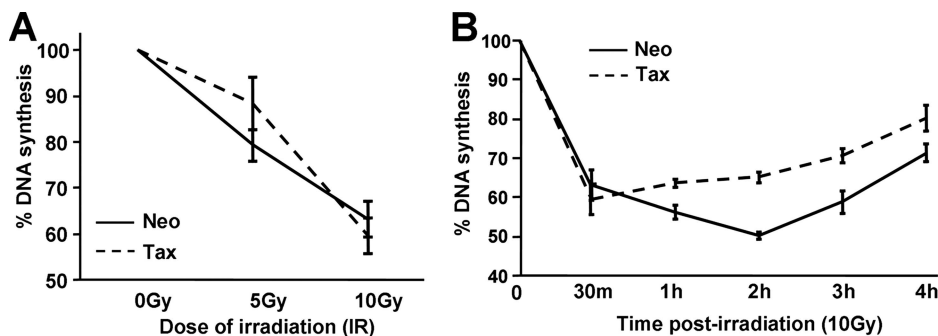 A
% DNA synthesis
100
90
80
70
60
50
Neo
Tax
0Gy 5Gy 10Gy
Dose of irradiation (IR)
B
% DNA synthesis
100
90
80
70
60
50
40
Neo
Tax
0 30m 1h 2h 3h 4h
Time post-irradiation (10Gy)